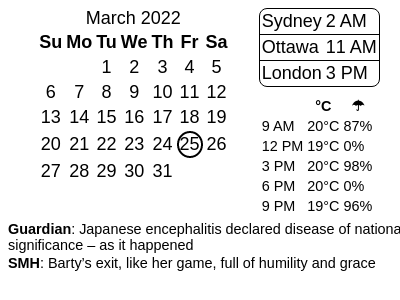 March 2022
Su Mo Tu We Th Fr Sa
1 2 3 4 5
6 7 8 9 10 11 12
13 14 15 16 17 18 19
20 21 22 23 24 25 26
27 28 29 30 31
Sydney 2 AM
Ottawa 11 AM
London 3 PM
°C ☂
9 AM 20°C 87%
12 PM 19°C 0%
3 PM 20°C 98%
6 PM 20°C 0%
9 PM 19°C 96%
Guardian: Japanese encephalitis declared disease of nationa
significance – as it happened
SMH: Barty's exit, like her game, full of humility and grace